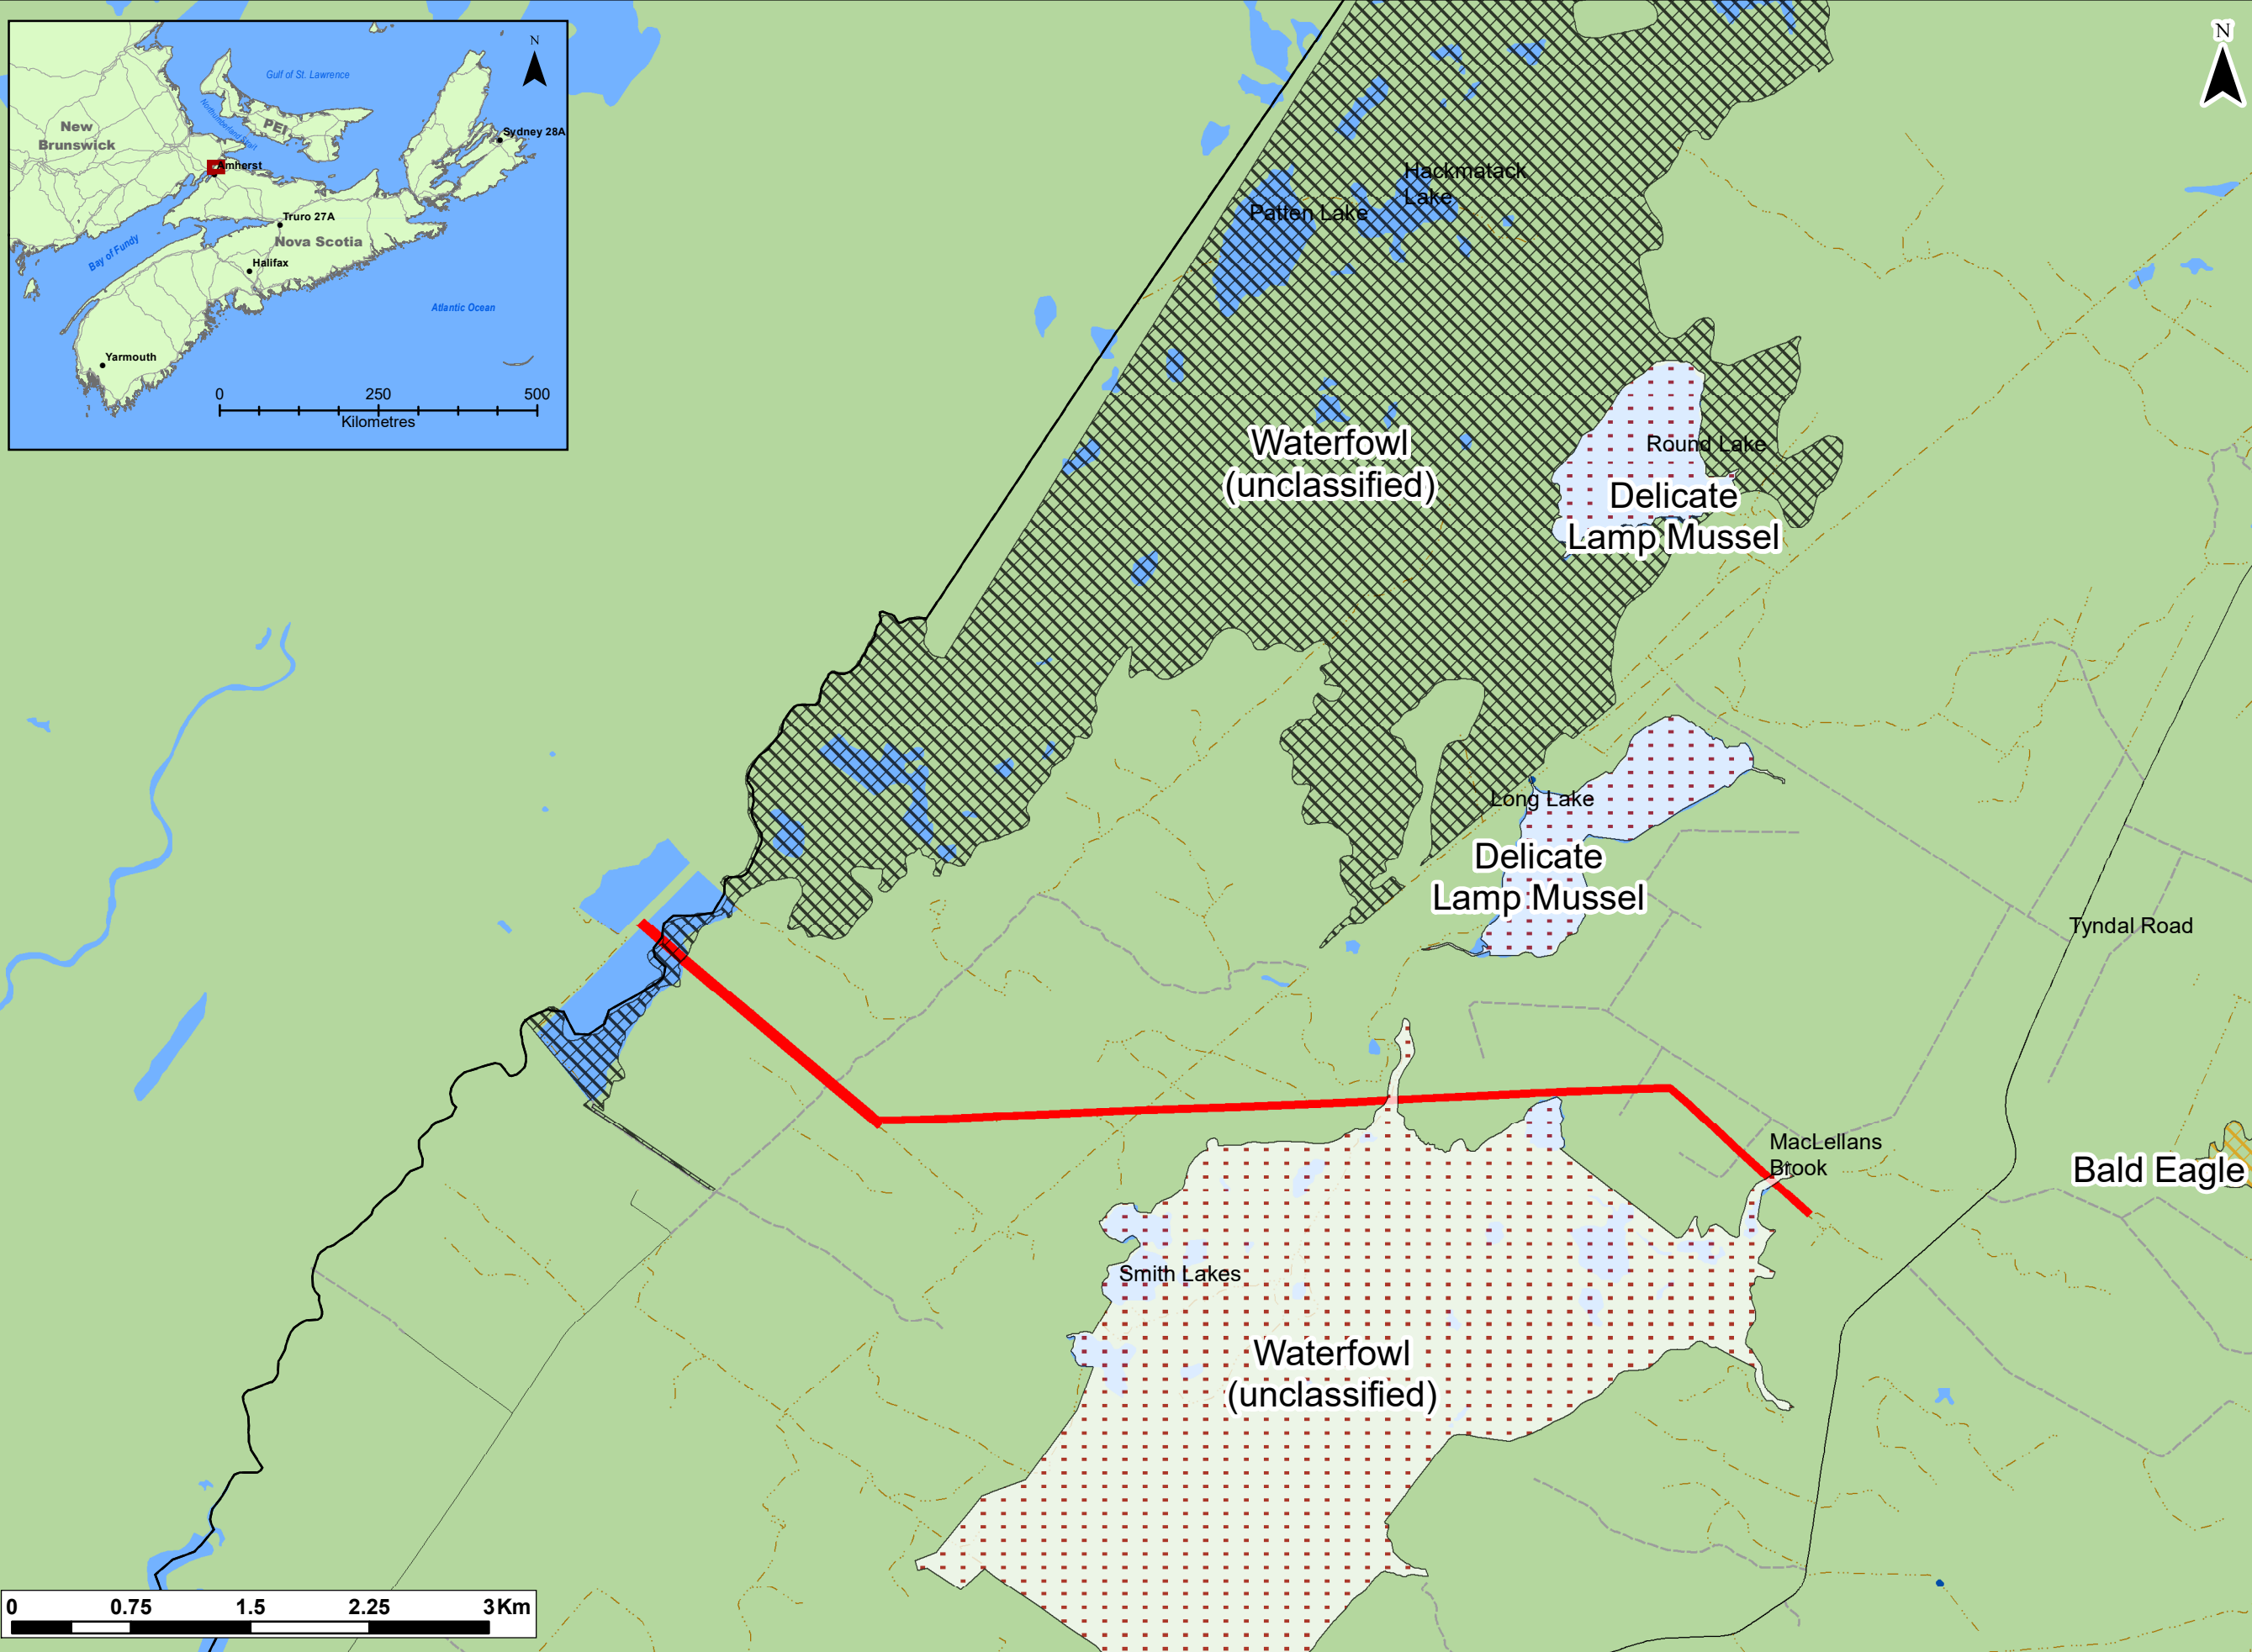 N
Gulf of St. Lawrence
Northumberland Strait
New
Brunswick
PEI
Sydney 28A
Amherst
Truro 27A
Nova Scotia
Bay of Fundy
Halifax
Atlantic Ocean
Yarmouth
0 250 500
Kilometres
N
Hackmatack
Lake
Patten Lake
Waterfowl
(unclassified)
Round Lake
Delicate
Lamp Mussel
Long Lake
Delicate
Lamp Mussel
Tyndal Road
MacLellans
Brook
Bald Eagle
Smith Lakes
Waterfowl
(unclassified)
0 0.75 1.5 2.25 3 Km